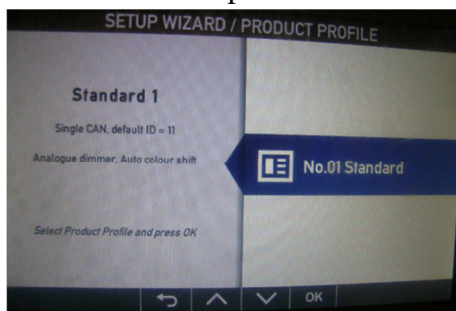 SETUP WIZARD / PRODUCT PROFILE
Standard 1
Single CAN, default ID = 11
Analogue dimmer, Auto colour shift
No.01 Standard
Select Product Profile and press OK
OK